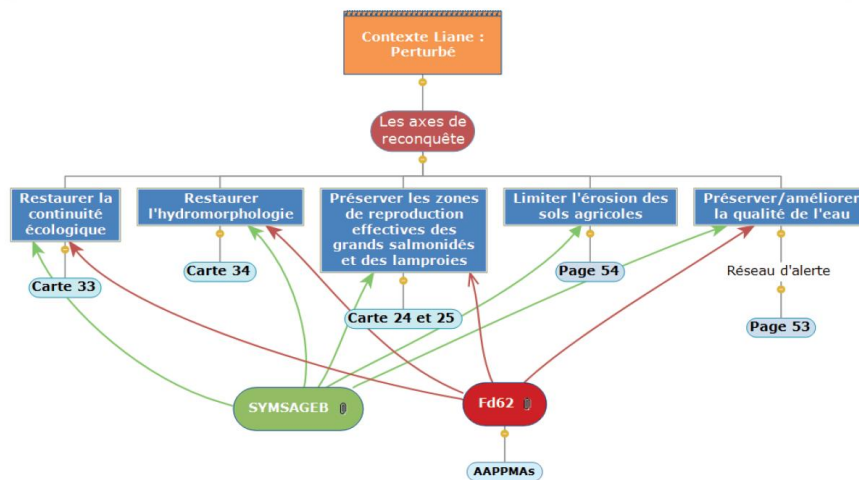 Contexte Liane :
Perturbé
Les axes de
reconquête
Restaurer la
continuité
écologique
Restaurer
l'hydromorphologie
Préserver les zones
de reproduction
effectives des
grands salmonidés
et des lamproies
Limiter l'érosion des
sols agricoles
Préserver/améliorer
la qualité de l'eau
Carte 33
Carte 34
Carte 24 et 25
Page 54
Réseau d'alerte
Page 53
SYMSAGEB
Fd62
AAPPMAs